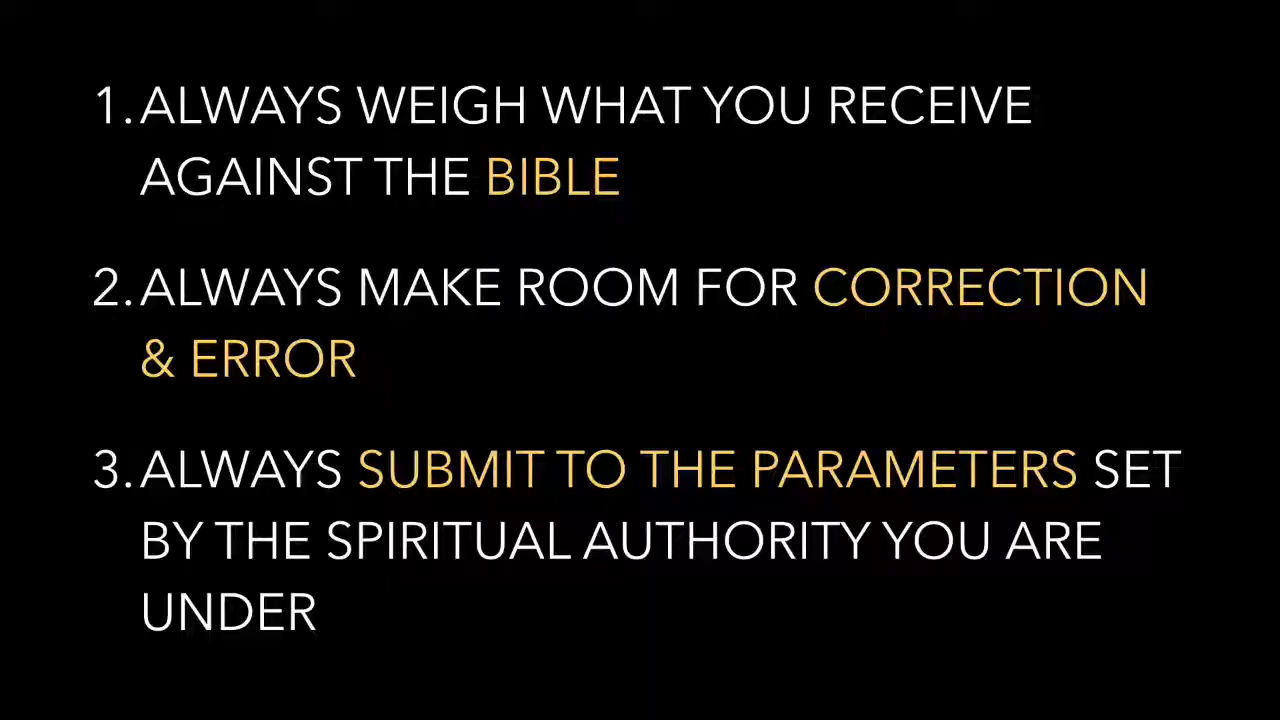 1. ALWAYS WEIGH WHAT YOU RECEIVE
AGAINST THE BIBLE
2. ALWAYS MAKE ROOM FOR CORRECTION
& ERROR
3. ALWAYS SUBMIT TO THE PARAMETERS SET
BY THE SPIRITUAL AUTHORITY YOU ARE
UNDER